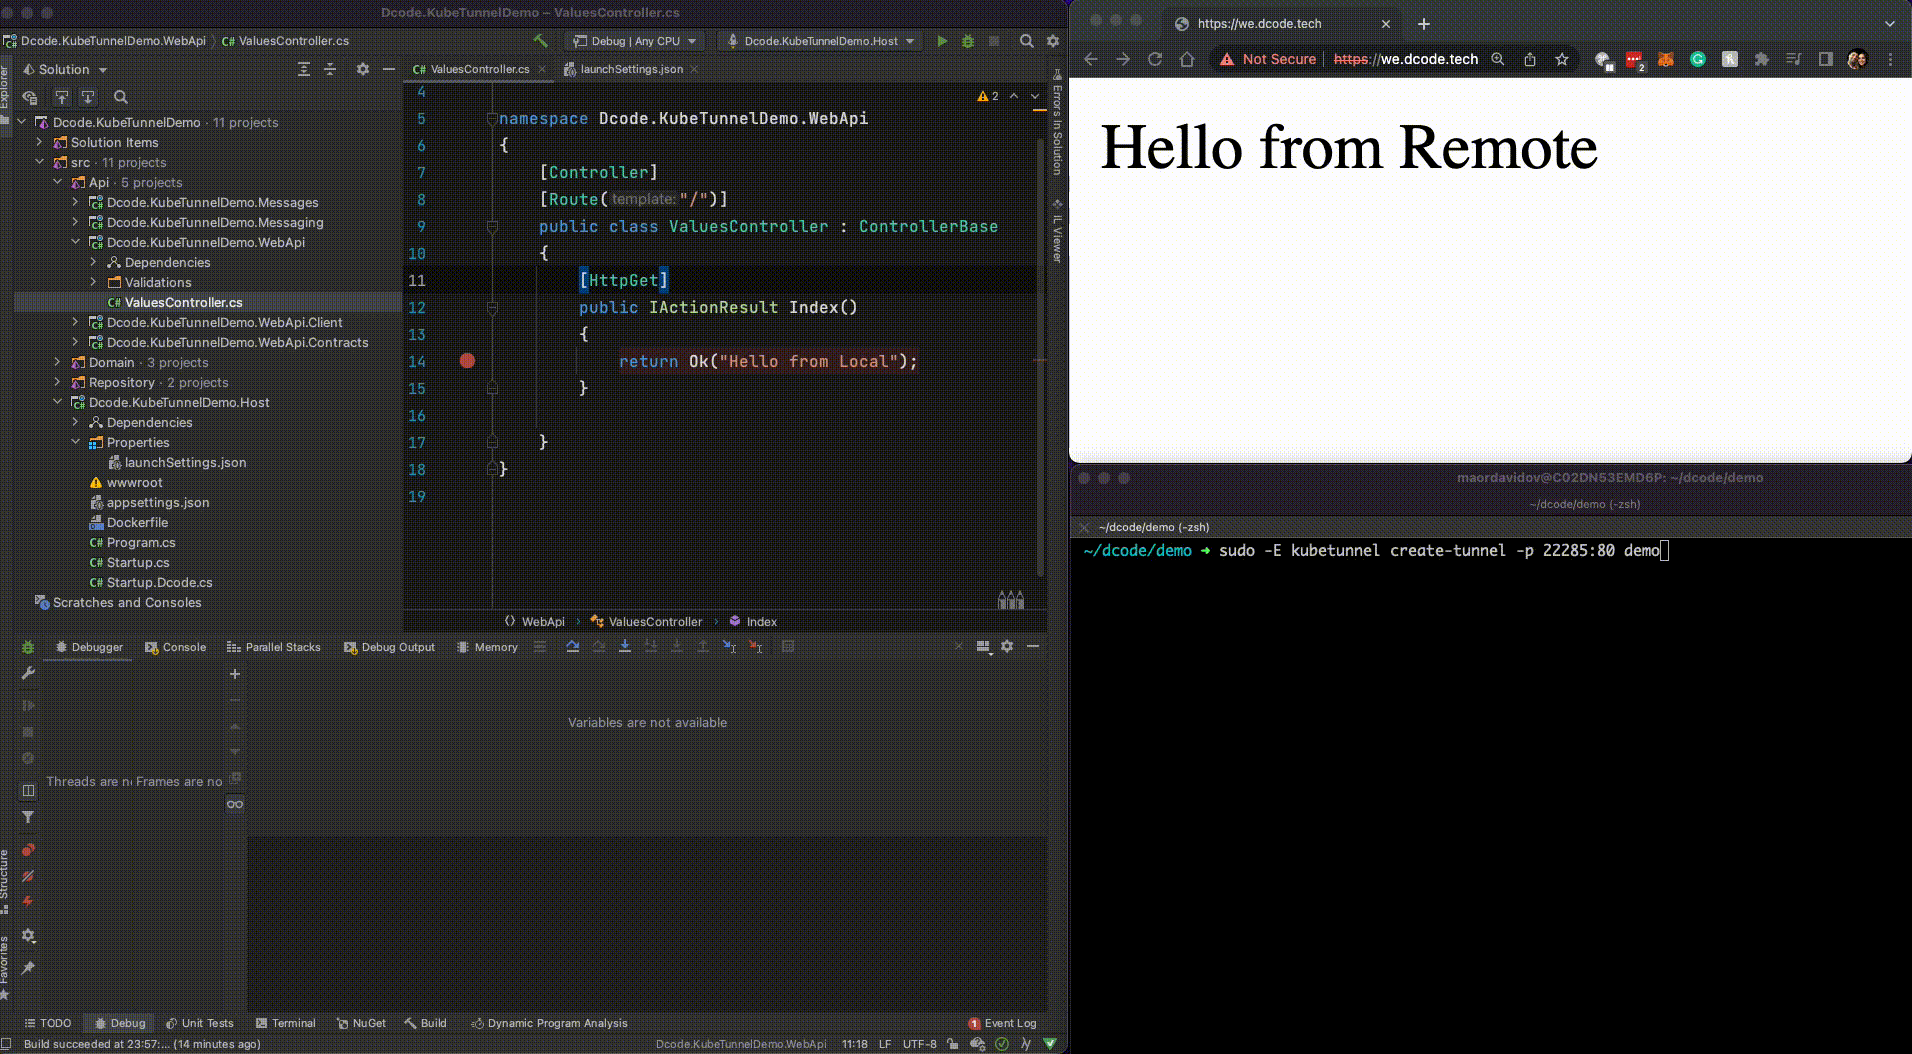 Dcode.KubeTunnelDemo – ValuesController.cs
Dcode.KubeTunnelDemo.WebApi
C# ValuesController.cs
Debug | Any CPU
Dcode.KubeTunnelDemo.Host
Explorer
Solution
C# ValuesController.cs
launchSettings.json
Dcode.KubeTunnelDemo · 11 projects
Solution Items
src · 11 projects
Api · 5 projects
C# Dcode.KubeTunnelDemo.Messages
C# Dcode.KubeTunnelDemo.Messaging
C# Dcode.KubeTunnelDemo.WebApi
Dependencies
Validations
C# ValuesController.cs
C# Dcode.KubeTunnelDemo.WebApi.Client
C# Dcode.KubeTunnelDemo.WebApi.Contracts
Domain · 3 projects
Repository · 2 projects
C# Dcode.KubeTunnelDemo.Host
Dependencies
Properties
launchSettings.json
wwwroot
appsettings.json
Dockerfile
C# Program.cs
C# Startup.cs
C# Startup.Dcode.cs
Scratches and Consoles
2
4
5 namespace Dcode.KubeTunnelDemo.WebApi
6 {
7 [Controller]
8 [Route( template: "/")]
9 public class ValuesController : ControllerBase
10 {
11 [HttpGet]
12 public IActionResult Index()
13 {
14 return Ok("Hello from Local");
15 }
16
17 }
18 }
19
Errors In Solution
IL Viewer
WebApi
ValuesController
Index
Debugger
Console
Parallel Stacks
Debug Output
Memory
Variables are not available
Threads are n
Frames are no
Structure
Favorites
TODO
Debug
Unit Tests
Terminal
NuGet
Build
Dynamic Program Analysis
1 Event Log
Build succeeded at 23:57:... (14 minutes ago)
Dcode.KubeTunnelDemo.WebApi
11:18
LF
UTF-8
https://we.dcode.tech
Not Secure
https://we.dcode.tech
2
Hello from Remote
maordavidov@C02DN53EMD6P: ~/dcode/demo
~/dcode/demo (-zsh)
~/dcode/demo (-zsh)
~/dcode/demo ➜ sudo -E kubetunnel create-tunnel -p 22285:80 demo